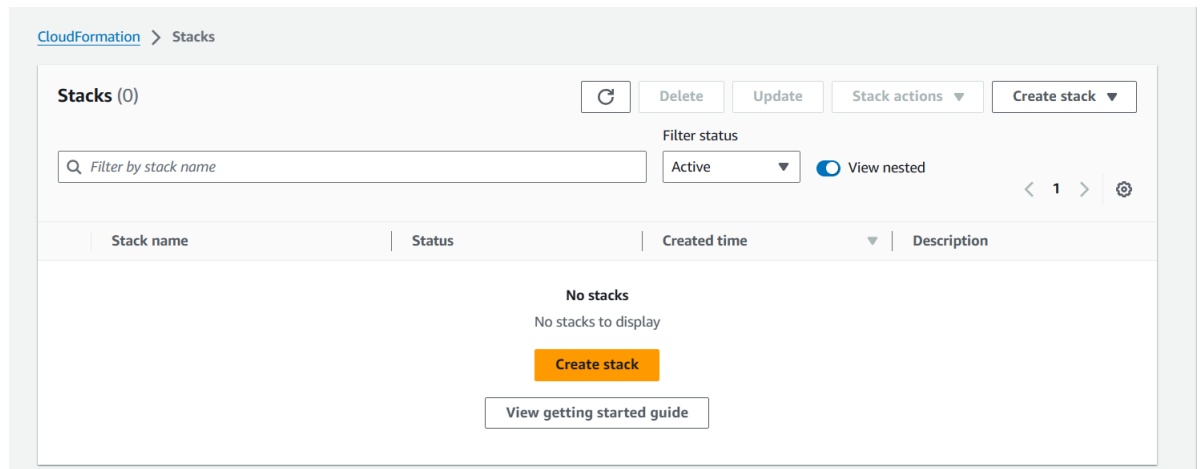 CloudFormation > Stacks
Stacks (0)
Delete
Update
Stack actions
Create stack
Filter status
Filter by stack name
Active
View nested
1
Stack name
Status
Created time
Description
No stacks
No stacks to display
Create stack
View getting started guide